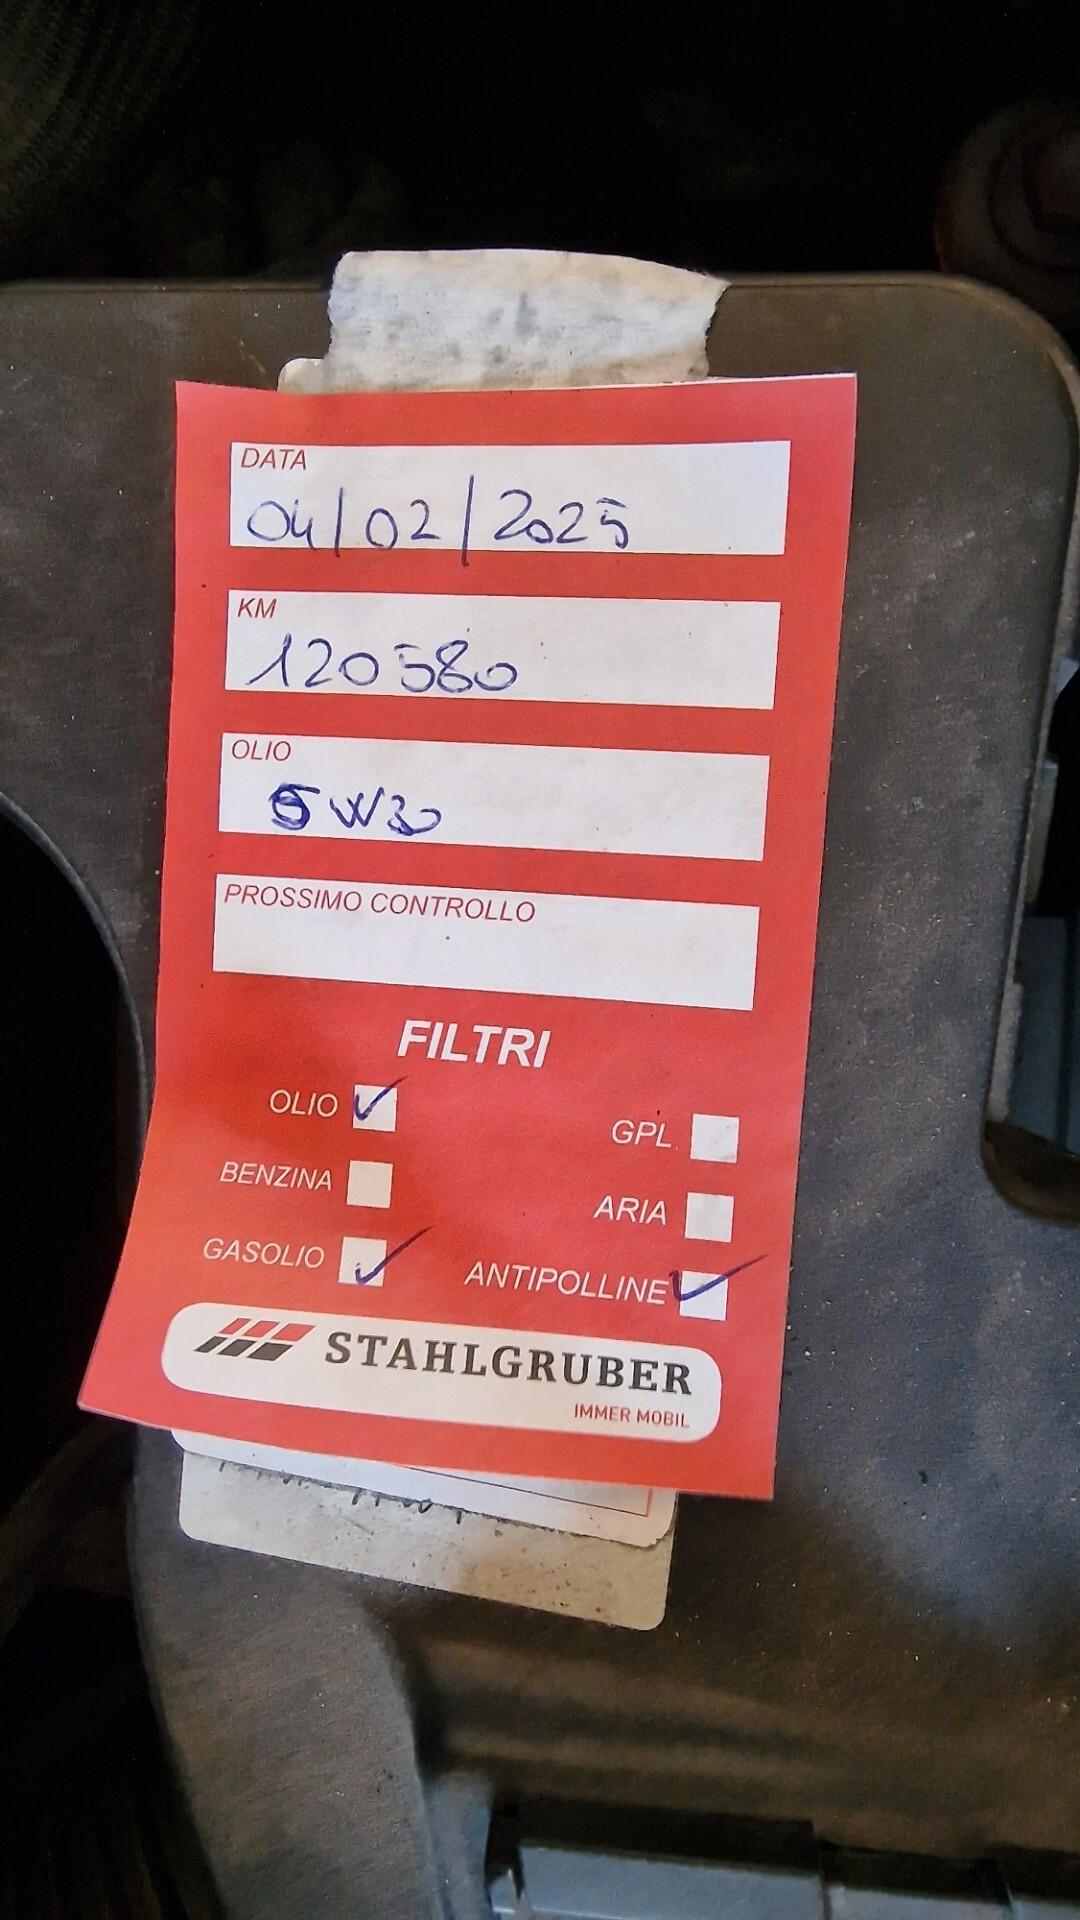 DATA
04/02/2025
KM
120580
OLIO
5W30
PROSSIMO CONTROLLO
FILTRI
OLIO
GPL
BENZINA
ARIA
GASOLIO
ANTIPOLLINE
STAHLGRUBER
IMMER MOBIL